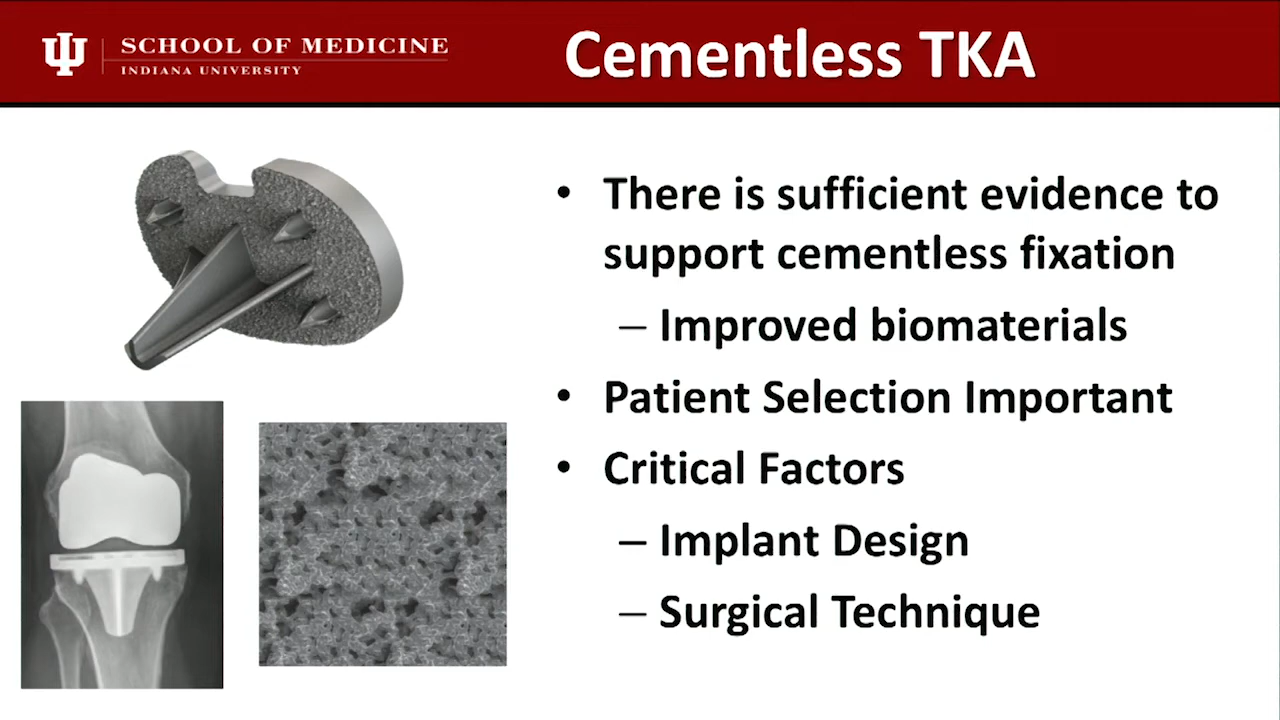 SCHOOL OF MEDICINE
INDIANA UNIVERSITY
Cementless TKA
• There is sufficient evidence to
support cementless fixation
– Improved biomaterials
• Patient Selection Important
• Critical Factors
– Implant Design
– Surgical Technique